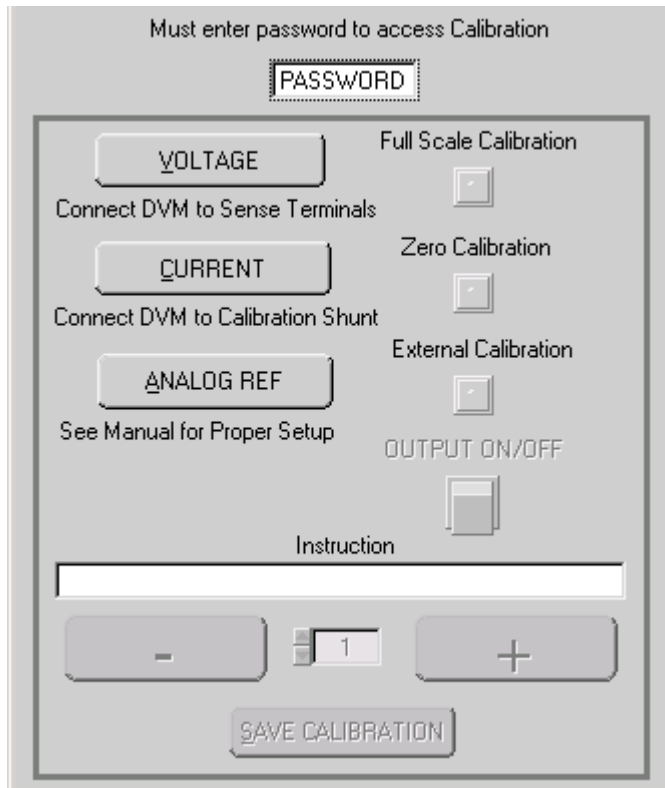 Must enter password to access Calibration
PASSWORD
VOLTAGE
Connect DVM to Sense Terminals
CURRENT
Connect DVM to Calibration Shunt
ANALOG REF
See Manual for Proper Setup
Full Scale Calibration
Zero Calibration
External Calibration
OUTPUT ON/OFF
Instruction
-
1
+
SAVE CALIBRATION